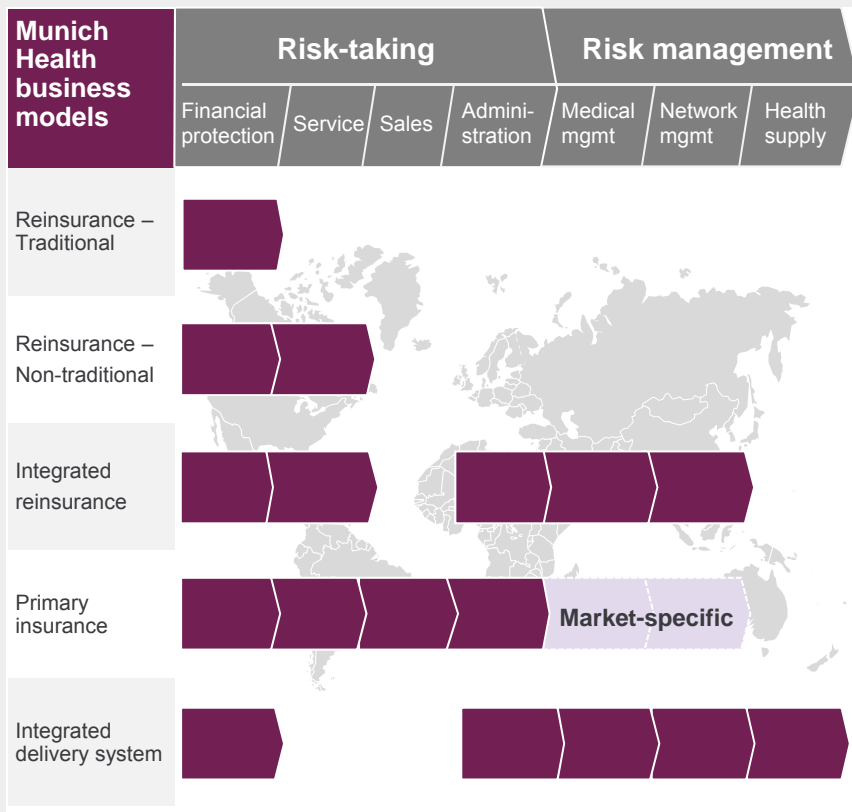 Munich
Health
business
models
Risk-taking
Risk management
Financial
protection
Service
Sales
Admini-
stration
Medical
mgmt
Network
mgmt
Health
supply
Reinsurance –
Traditional
Reinsurance –
Non-traditional
Integrated
reinsurance
Primary
insurance
Market-specific
Integrated
delivery system